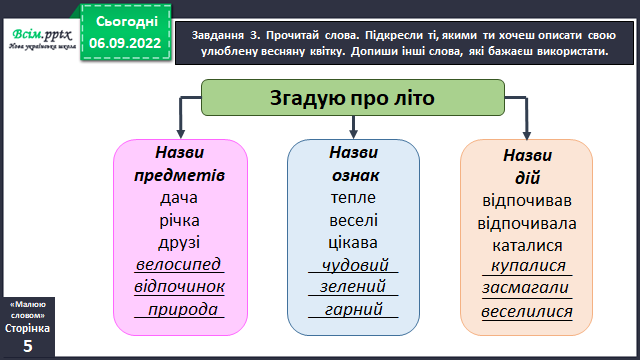 Всім.pptx
Нова українська школа
Сьогодні
06.09.2022
Завдання 3. Прочитай слова. Підкресли ті, якими ти хочеш описати свою
улюблену весняну квітку. Допиши інші слова, які бажаєш використати.
Згадую про літо
Назви
предметів
дача
річка
друзі
велосипед
відпочинок
природа
Назви
ознак
тепле
веселі
цікава
чудовий
зелений
гарний
Назви
дій
відпочивав
відпочивала
каталися
купалися
засмагали
веселилися
«Малюю
словом»
Сторінка
5